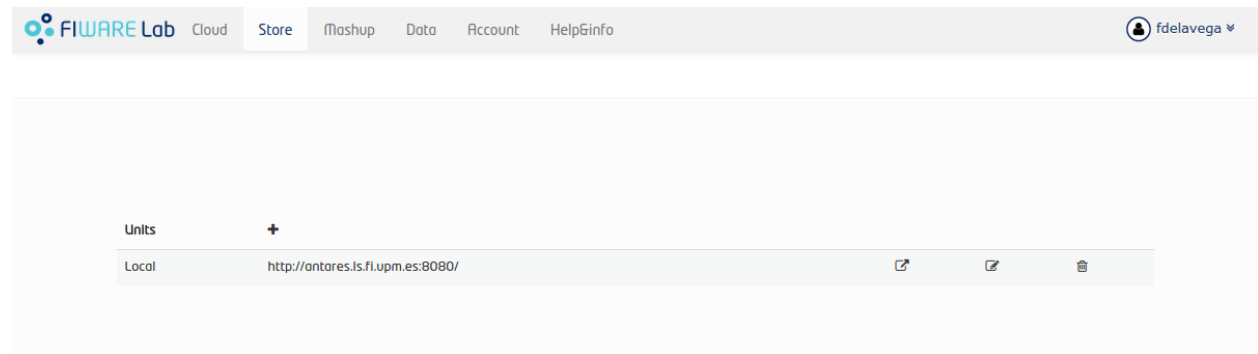 FIWARE Lab Cloud Store Mashup Data Account Help&info fdelavega
Units +
Local http://antares.ls.fi.upm.es:8080/